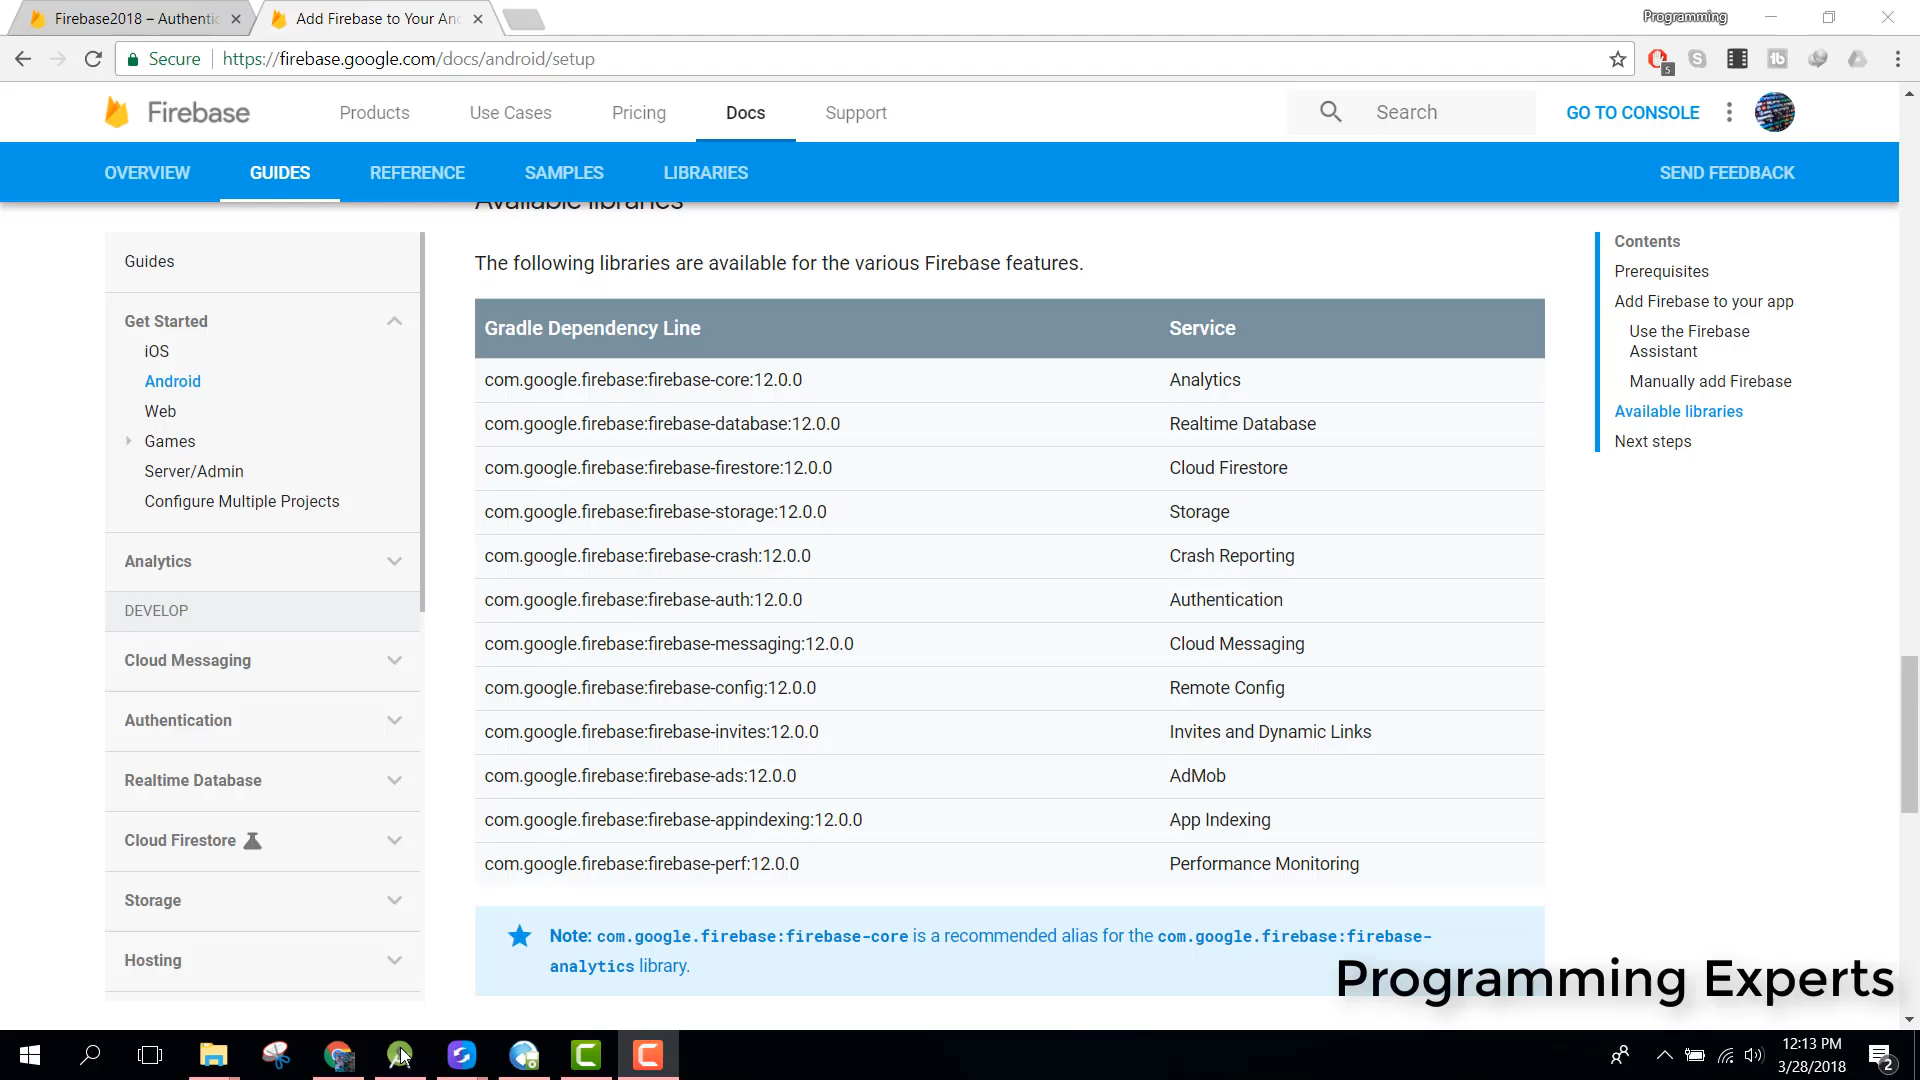 Firebase2018 – Authentic
Add Firebase to Your And
Programming
Secure
https://firebase.google.com/docs/android/setup
5
Firebase
Products
Use Cases
Pricing
Docs
Support
Search
GO TO CONSOLE
OVERVIEW
GUIDES
REFERENCE
SAMPLES
LIBRARIES
SEND FEEDBACK
Guides
Get Started
iOS
Android
Web
Games
Server/Admin
Configure Multiple Projects
Analytics
DEVELOP
Cloud Messaging
Authentication
Realtime Database
Cloud Firestore
Storage
Hosting
Available libraries
The following libraries are available for the various Firebase features.
Gradle Dependency Line Service
com.google.firebase:firebase-core:12.0.0 Analytics
com.google.firebase:firebase-database:12.0.0 Realtime Database
com.google.firebase:firebase-firestore:12.0.0 Cloud Firestore
com.google.firebase:firebase-storage:12.0.0 Storage
com.google.firebase:firebase-crash:12.0.0 Crash Reporting
com.google.firebase:firebase-auth:12.0.0 Authentication
com.google.firebase:firebase-messaging:12.0.0 Cloud Messaging
com.google.firebase:firebase-config:12.0.0 Remote Config
com.google.firebase:firebase-invites:12.0.0 Invites and Dynamic Links
com.google.firebase:firebase-ads:12.0.0 AdMob
com.google.firebase:firebase-appindexing:12.0.0 App Indexing
com.google.firebase:firebase-perf:12.0.0 Performance Monitoring
Note: com.google.firebase:firebase-core is a recommended alias for the com.google.firebase:firebase-
analytics library.
Contents
Prerequisites
Add Firebase to your app
Use the Firebase
Assistant
Manually add Firebase
Available libraries
Next steps
Programming Experts
12:13 PM
3/28/2018
2